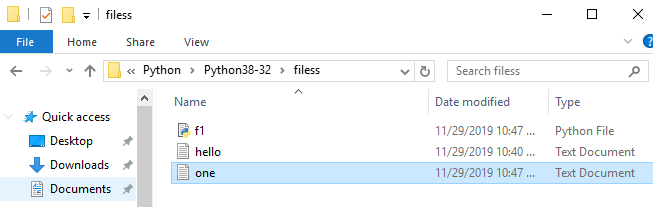 filess
File Home Share View
« Python › Python38-32 › filess Search filess
Name Date modified Type
Quick access
f1 11/29/2019 10:47 ... Python File
Desktop
hello 11/29/2019 10:40 ... Text Document
Downloads
one 11/29/2019 10:47 ... Text Document
Documents